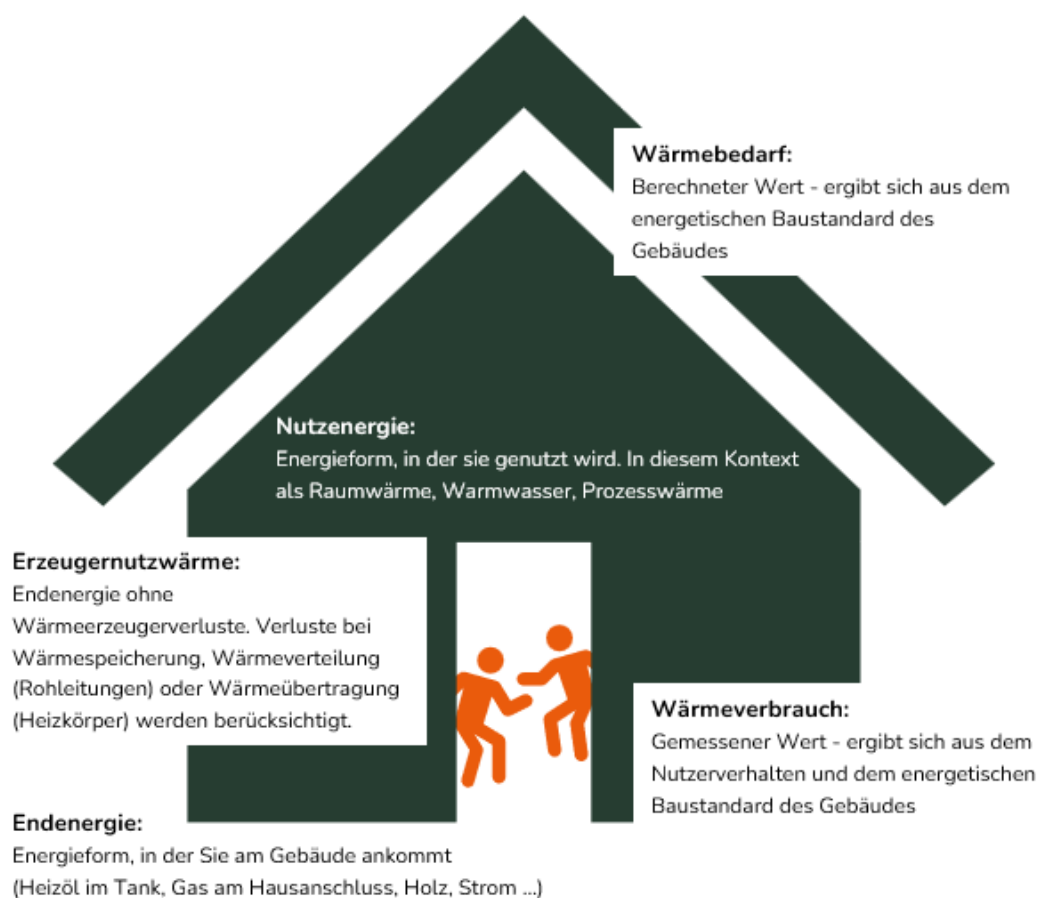 Wärmebedarf:
Berechneter Wert - ergibt sich aus dem
energetischen Baustandard des
Gebäudes
Nutzenergie:
Energieform, in der sie genutzt wird. In diesem Kontext
als Raumwärme, Warmwasser, Prozesswärme
Erzeugernutzwärme:
Endenergie ohne
Wärmeerzeugerverluste. Verluste bei
Wärmespeicherung, Wärmeverteilung
(Rohleitungen) oder Wärmeübertragung
(Heizkörper) werden berücksichtigt.
Wärmeverbrauch:
Gemessener Wert - ergibt sich aus dem
Nutzerverhalten und dem energetischen
Baustandard des Gebäudes
Endenergie:
Energieform, in der Sie am Gebäude ankommt
(Heizöl im Tank, Gas am Hausanschluss, Holz, Strom ...)